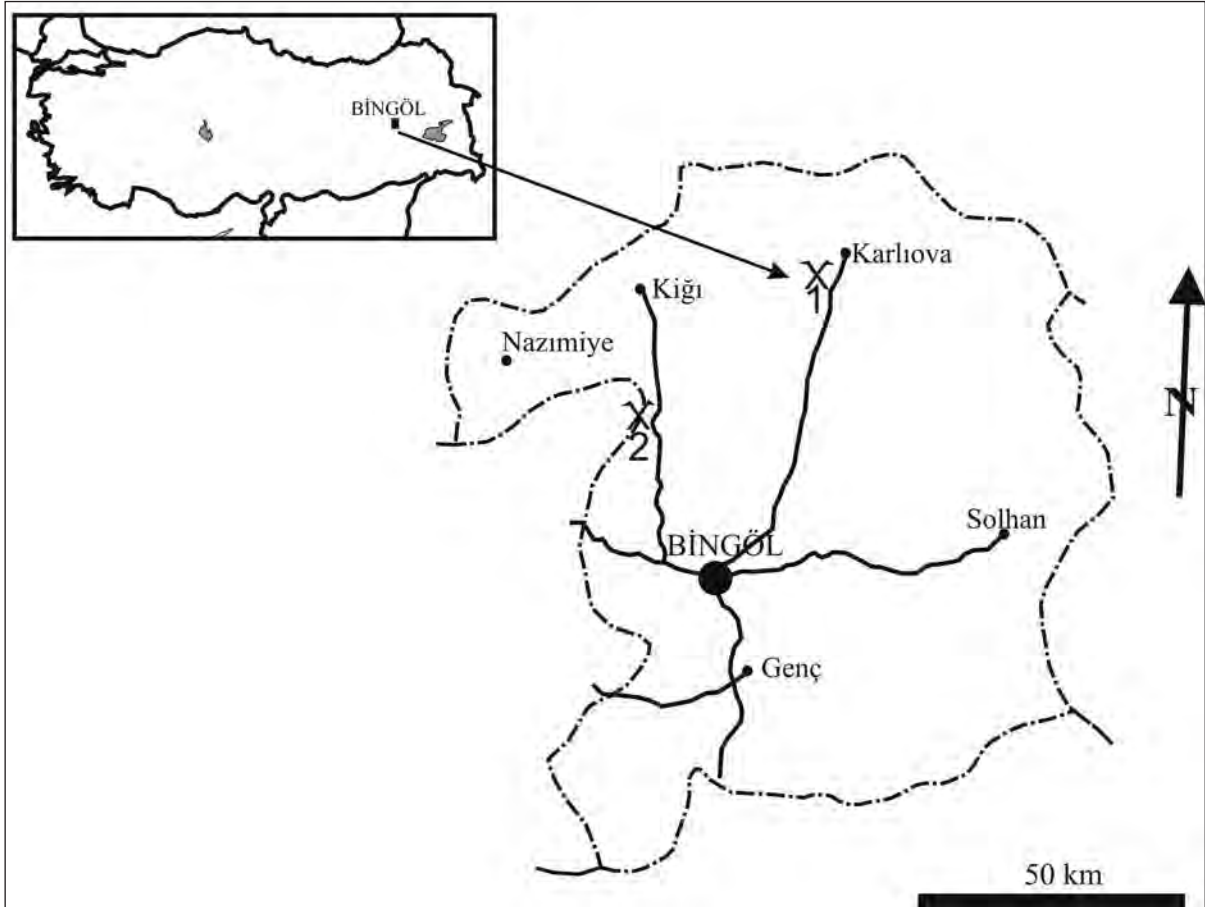 BİNGÖL
Karlıova
X
1
Kiğı
Nazımiye
X
2
N
Solhan
BİNGÖL
Genç
50 km